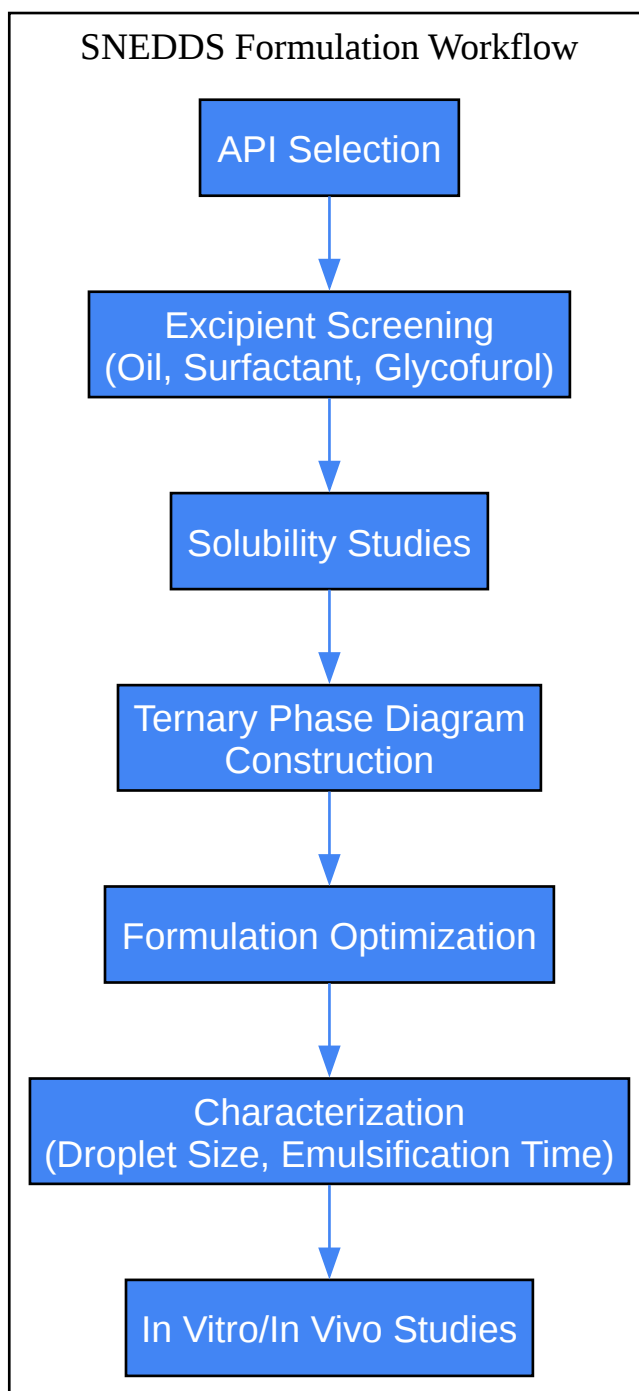 SNEDDS Formulation Workflow
API Selection
Excipient Screening
(Oil, Surfactant, Glycofurol)
Solubility Studies
Ternary Phase Diagram
Construction
Formulation Optimization
Characterization
(Droplet Size, Emulsification Time)
In Vitro/In Vivo Studies